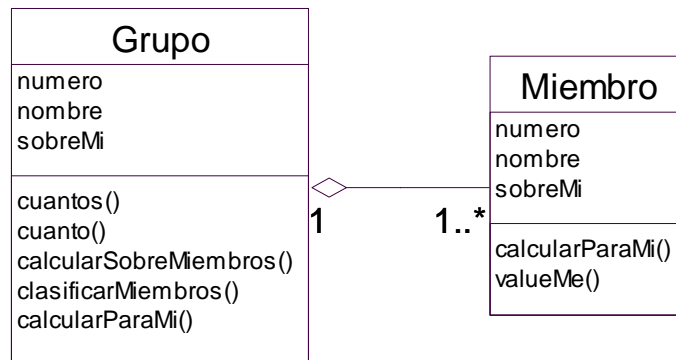 Grupo
numero
nombre
sobreMi
cuantos()
cuanto()
calcularSobreMiembros()
clasificarMiembros()
calcularParaMi()
1
1..*
Miembro
numero
nombre
sobreMi
calcularParaMi()
valueMe()